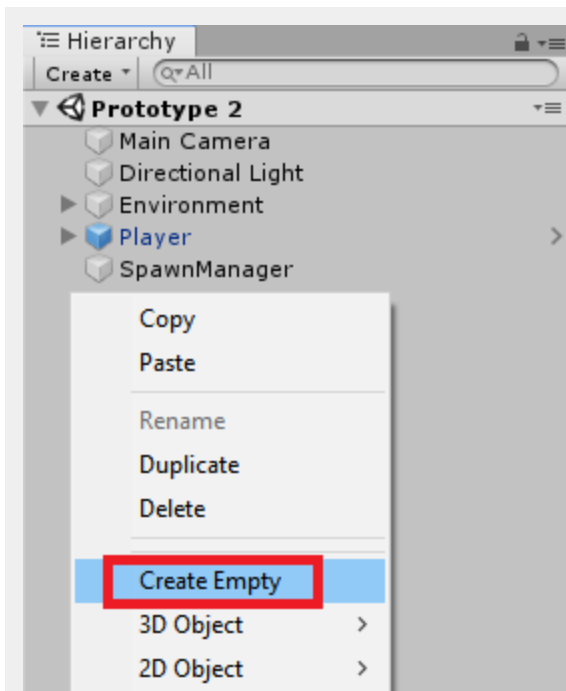 Hierarchy
Create All
Prototype 2
Main Camera
Directional Light
Environment
Player
SpawnManager
Copy
Paste
Rename
Duplicate
Delete
Create Empty
3D Object
2D Object